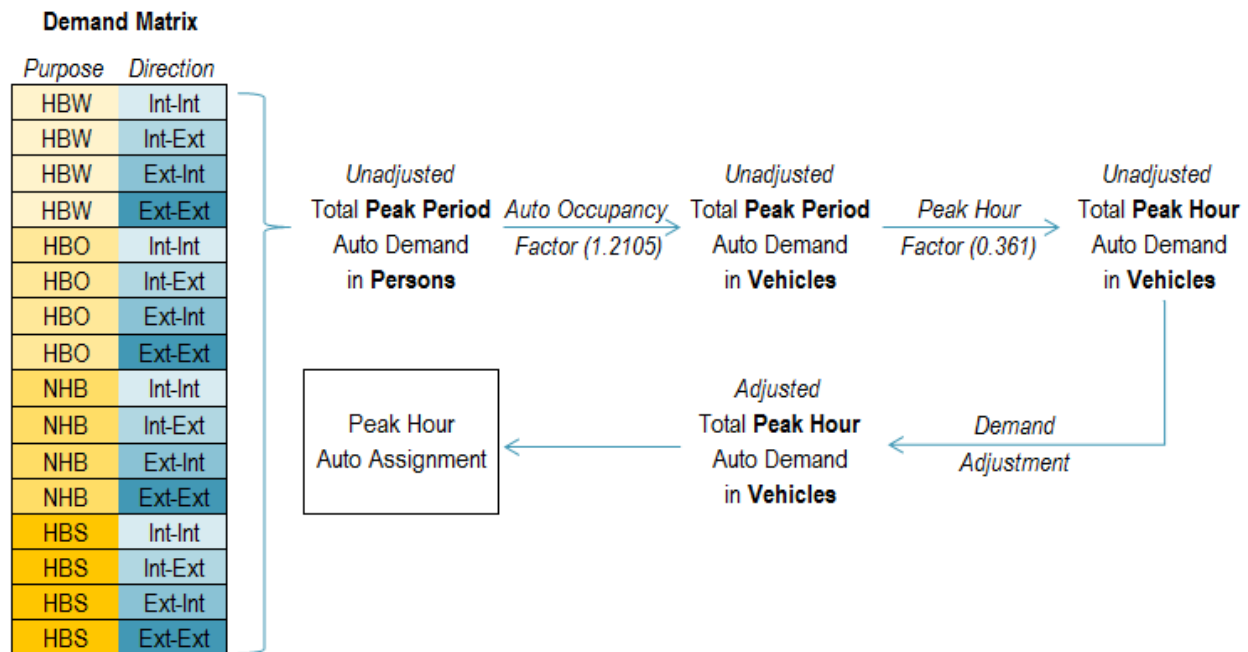 Demand Matrix
Purpose Direction
HBW Int-Int
HBW Int-Ext
HBW Ext-Int
HBW Ext-Ext
HBO Int-Int
HBO Int-Ext
HBO Ext-Int
HBO Ext-Ext
NHB Int-Int
NHB Int-Ext
NHB Ext-Int
NHB Ext-Ext
HBS Int-Int
HBS Int-Ext
HBS Ext-Int
HBS Ext-Ext
Unadjusted
Total Peak Period
Auto Demand
in Persons
Auto Occupancy
Factor (1.2105)
Unadjusted
Total Peak Period
Auto Demand
in Vehicles
Peak Hour
Factor (0.361)
Unadjusted
Total Peak Hour
Auto Demand
in Vehicles
Demand
Adjustment
Adjusted
Total Peak Hour
Auto Demand
in Vehicles
Peak Hour
Auto Assignment